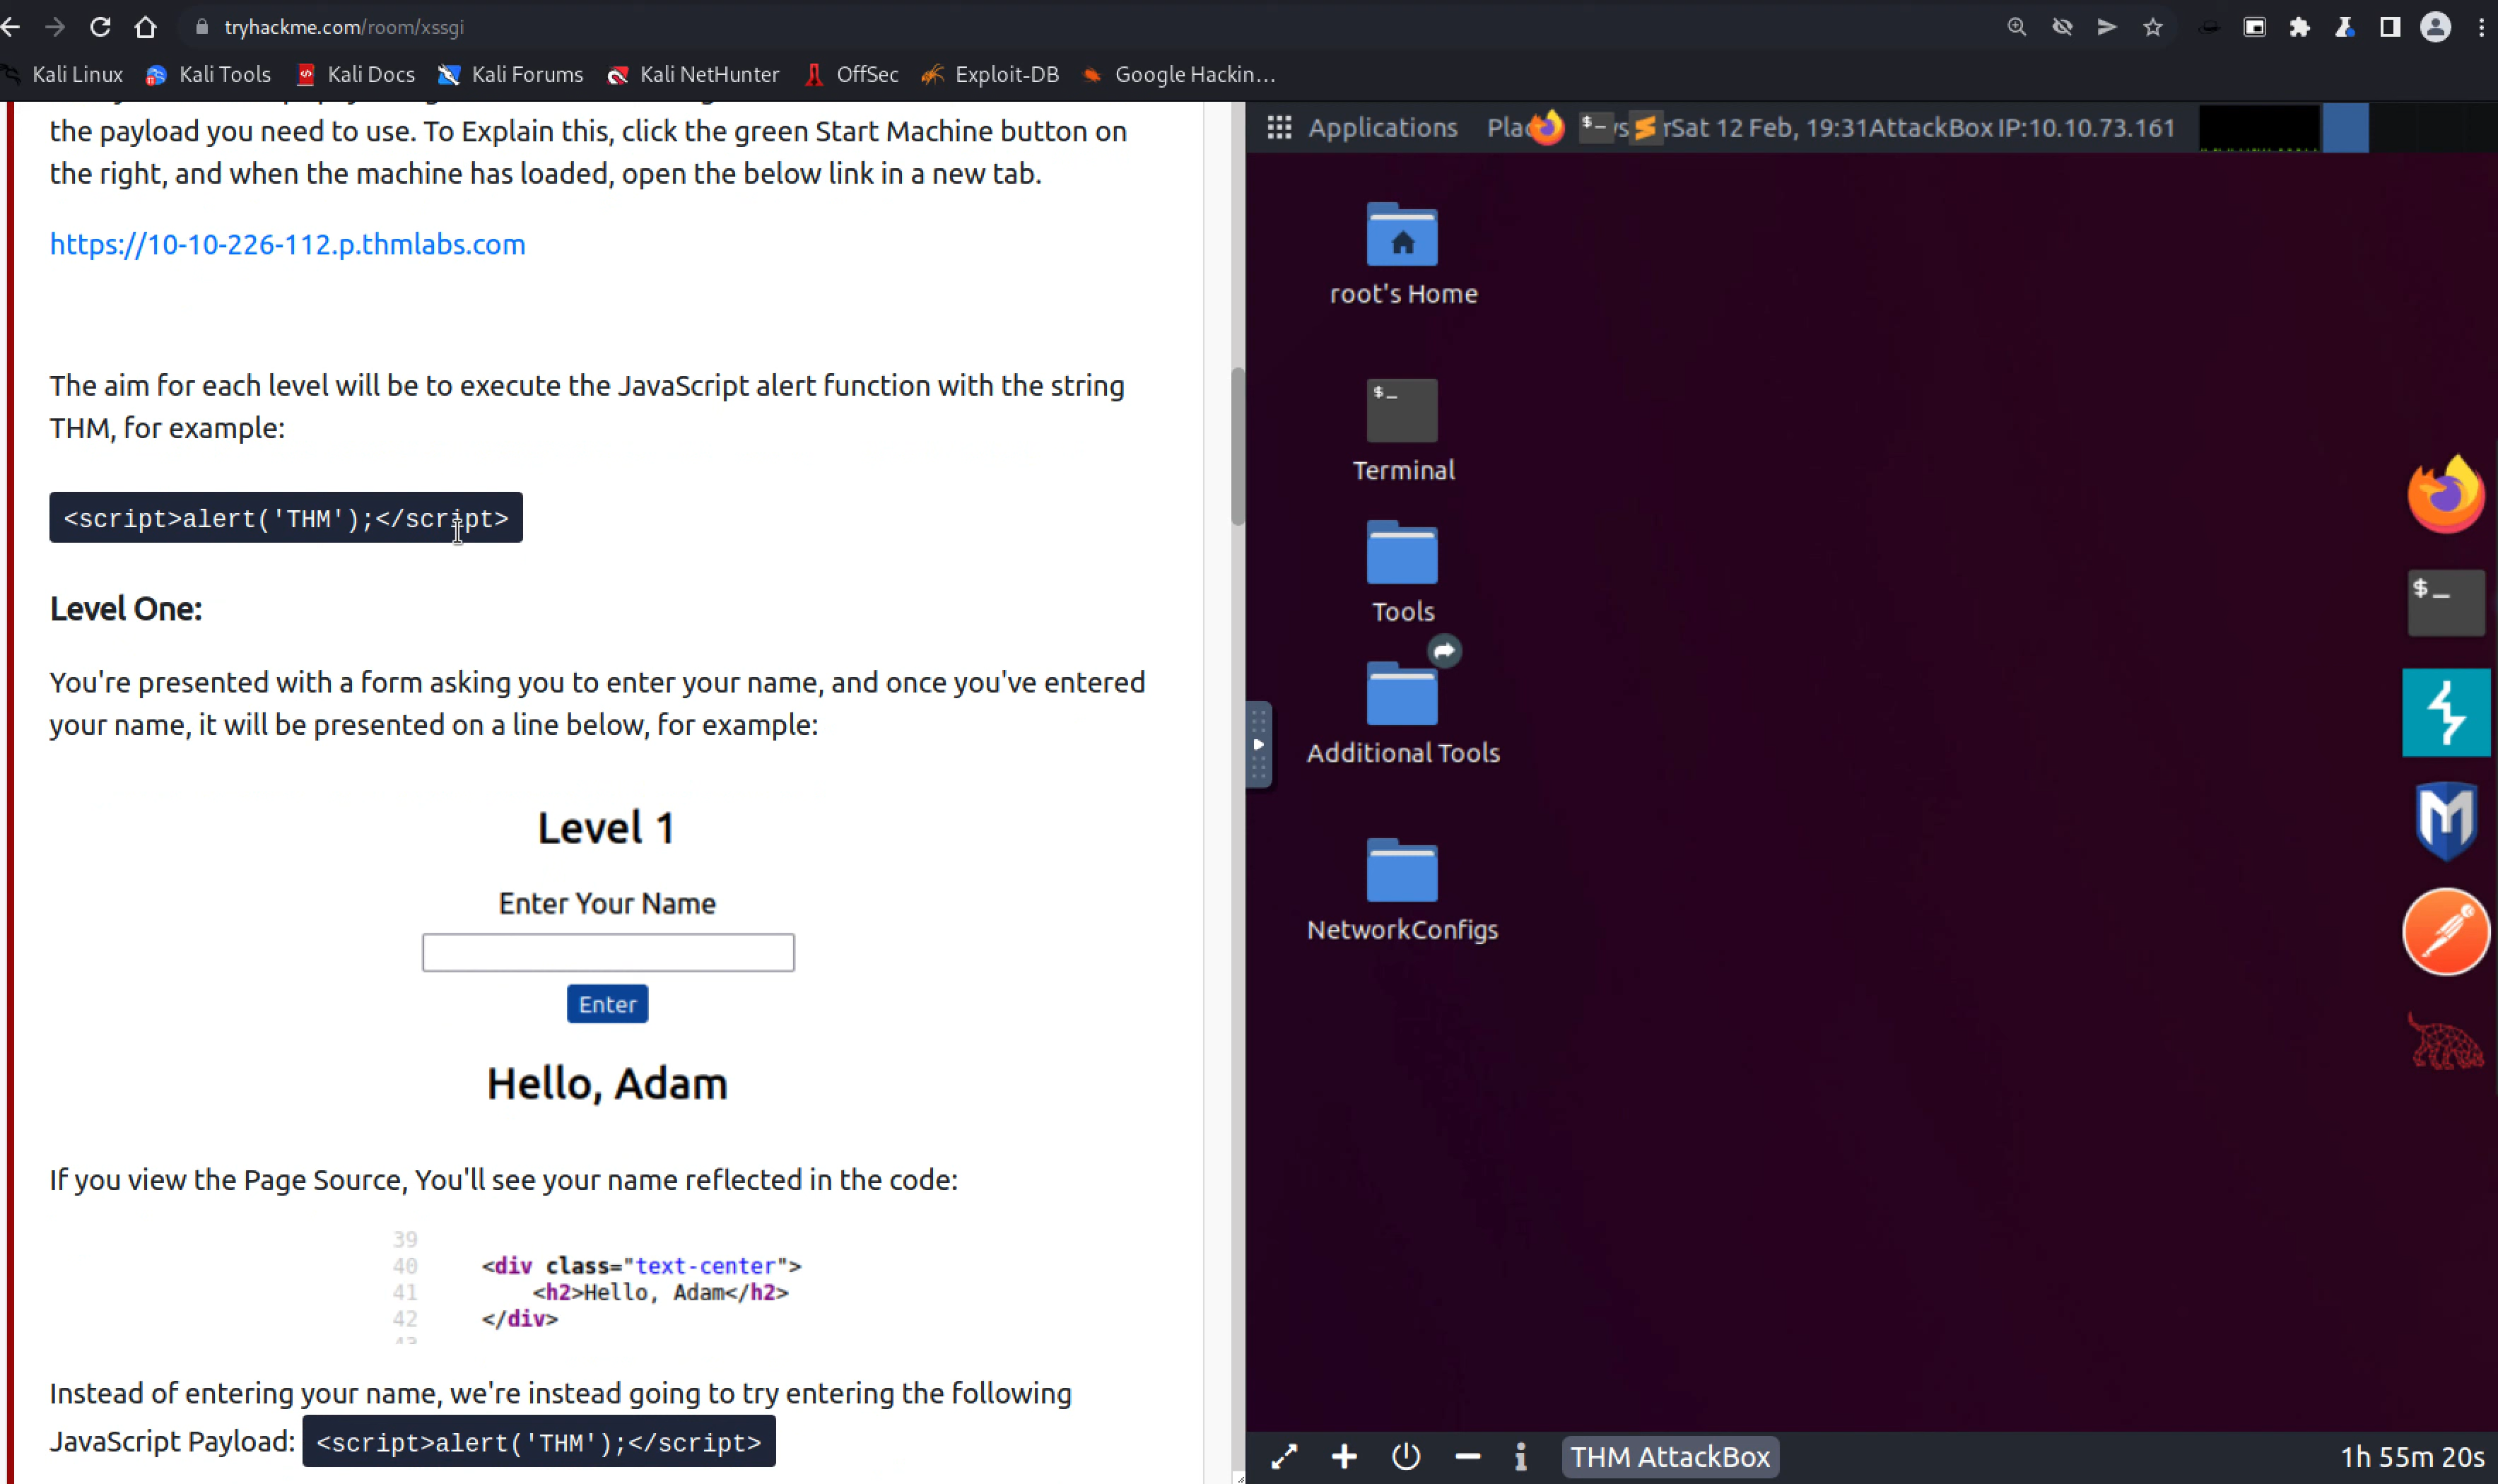 tryhackme.com/room/xssgi
Kali Linux Kali Tools Kali Docs Kali Forums Kali NetHunter OffSec Exploit-DB Google Hackin…
the payload you need to use. To Explain this, click the green Start Machine button on
the right, and when the machine has loaded, open the below link in a new tab.
https://10-10-226-112.p.thmlabs.com
The aim for each level will be to execute the JavaScript alert function with the string
THM, for example:
<script>alert('THM');</script>
Level One:
You're presented with a form asking you to enter your name, and once you've entered
your name, it will be presented on a line below, for example:
Level 1
Enter Your Name
Enter
Hello, Adam
If you view the Page Source, You'll see your name reflected in the code:
39
40 <div class="text-center">
41 <h2>Hello, Adam</h2>
42 </div>
43
Instead of entering your name, we're instead going to try entering the following
JavaScript Payload: <script>alert('THM');</script>
Applications Sat 12 Feb, 19:31 AttackBox IP:10.10.73.161
root's Home
$_
Terminal
Tools
Additional Tools
NetworkConfigs
$_
THM AttackBox
1h 55m 20s